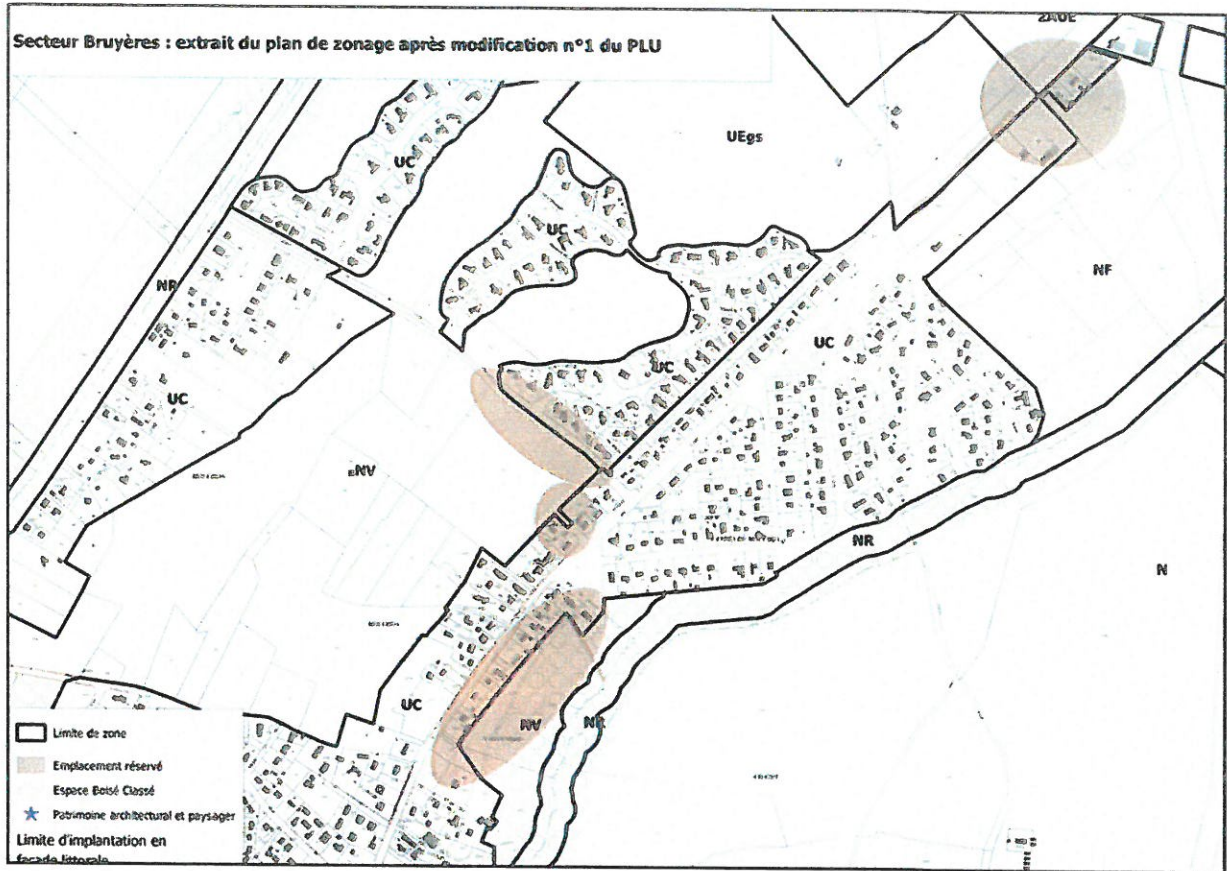 Secteur Bruyères : extrait du plan de zonage après modification n°1 du PLU
2AUE
UEgs
UC
UC
NF
NR
UC
UC
UC
NV
NR
N
UC
NV
NR
Limite de zone
Emplacement réservé
Espace Boisé Classé
Patrimoine architectural et paysager
Limite d'implantation en
façade littorale